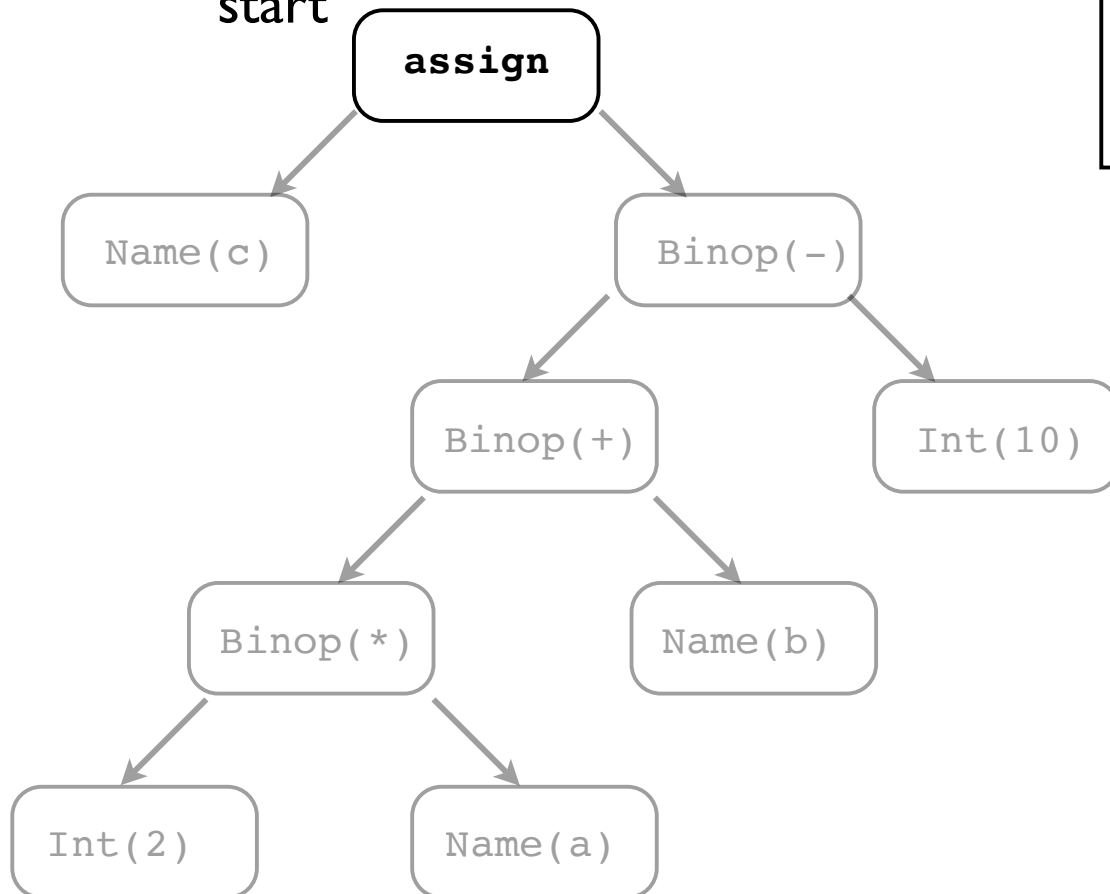 start
assign
Name(c)
Binop(-)
Binop(+)
Int(10)
Binop(*)
Name(b)
Int(2)
Name(a)